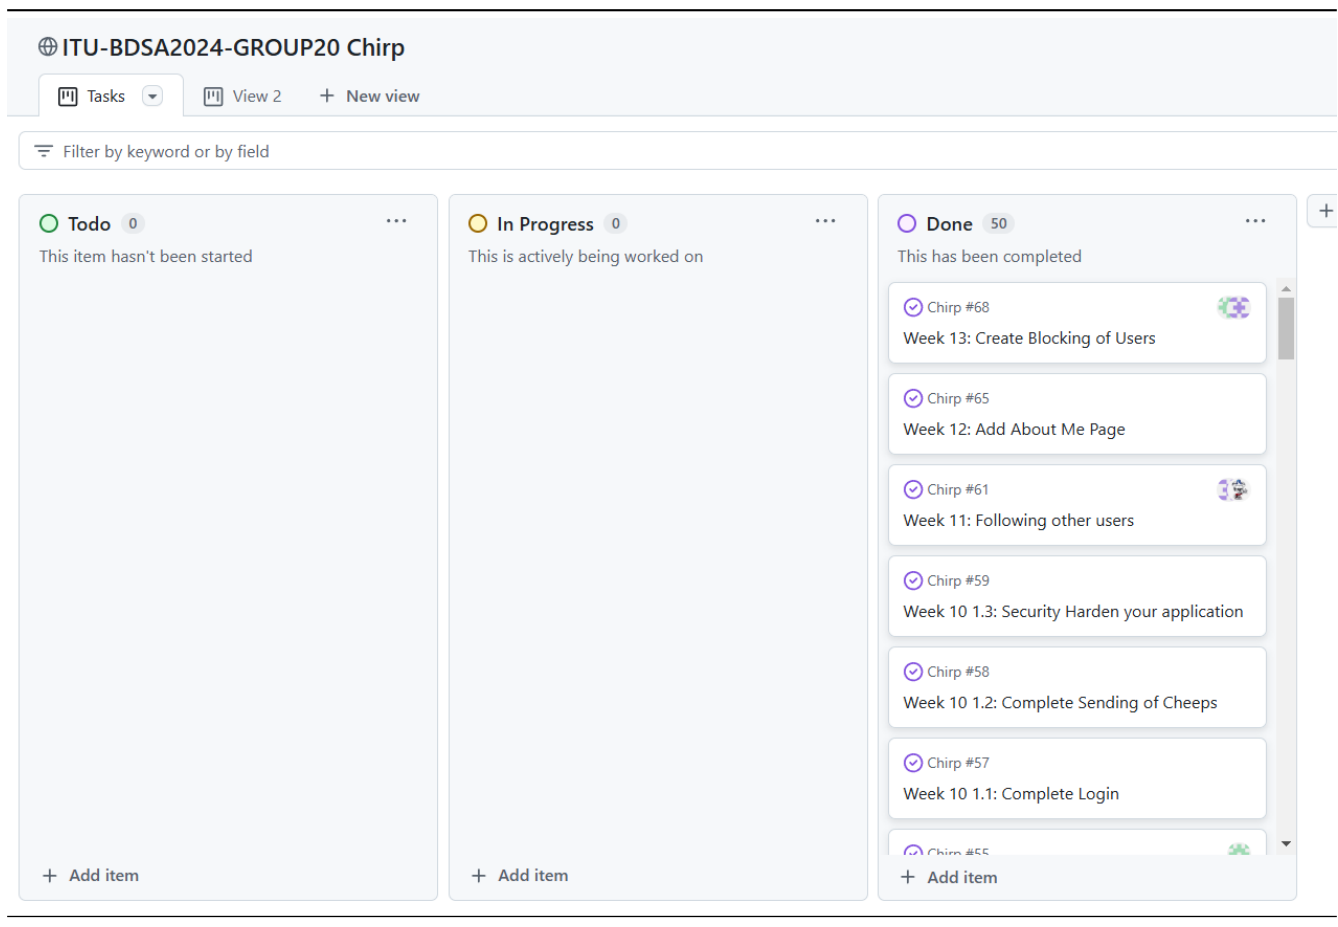 ITU-BDSA2024-GROUP20 Chirp
Tasks
View 2
+ New view
Filter by keyword or by field
Todo 0
This item hasn't been started
+ Add item
In Progress 0
This is actively being worked on
+ Add item
Done 50
This has been completed
Chirp #68
Week 13: Create Blocking of Users
Chirp #65
Week 12: Add About Me Page
Chirp #61
Week 11: Following other users
Chirp #59
Week 10 1.3: Security Harden your application
Chirp #58
Week 10 1.2: Complete Sending of Cheeps
Chirp #57
Week 10 1.1: Complete Login
Chirp #55
+ Add item